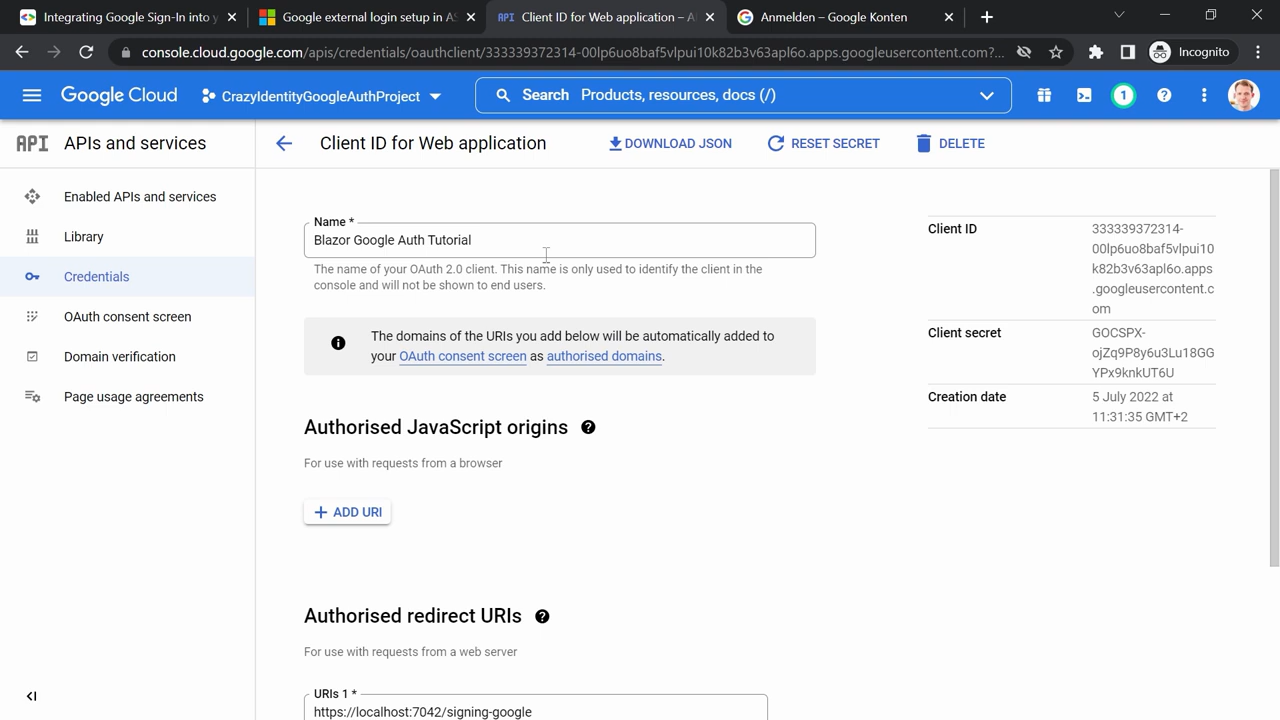 Integrating Google Sign-In into y
Google external login setup in AS
API Client ID for Web application – A
Anmelden – Google Konten
console.cloud.google.com/apis/credentials/oauthclient/333339372314-00lp6uo8baf5vlpui10k82b3v63apl6o.apps.googleusercontent.com?...
Incognito
Google Cloud
CrazyIdentityGoogleAuthProject
Search Products, resources, docs (/)
1
API APIs and services
Client ID for Web application
DOWNLOAD JSON
RESET SECRET
DELETE
Enabled APIs and services
Library
Credentials
OAuth consent screen
Domain verification
Page usage agreements
Name *
Blazor Google Auth Tutorial
The name of your OAuth 2.0 client. This name is only used to identify the client in the
console and will not be shown to end users.
The domains of the URIs you add below will be automatically added to
your OAuth consent screen as authorised domains.
Authorised JavaScript origins
For use with requests from a browser
+ ADD URI
Authorised redirect URIs
For use with requests from a web server
URIs 1 *
https://localhost:7042/signing-google
Client ID
333339372314-
00lp6uo8baf5vlpui10
k82b3v63apl6o.apps
.googleusercontent.c
om
Client secret
GOCSPX-
ojZq9P8y6u3Lu18GG
YPx9knkUT6U
Creation date
5 July 2022 at
11:31:35 GMT+2